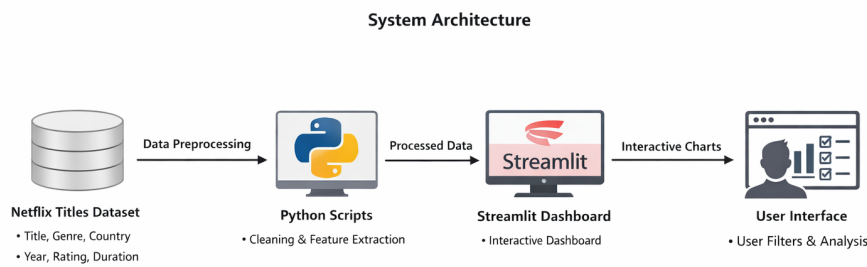 System Architecture
Data Preprocessing
Processed Data
Streamlit
Interactive Charts
Netflix Titles Dataset
• Title, Genre, Country
• Year, Rating, Duration
Python Scripts
• Cleaning & Feature Extraction
Streamlit Dashboard
• Interactive Dashboard
User Interface
• User Filters & Analysis